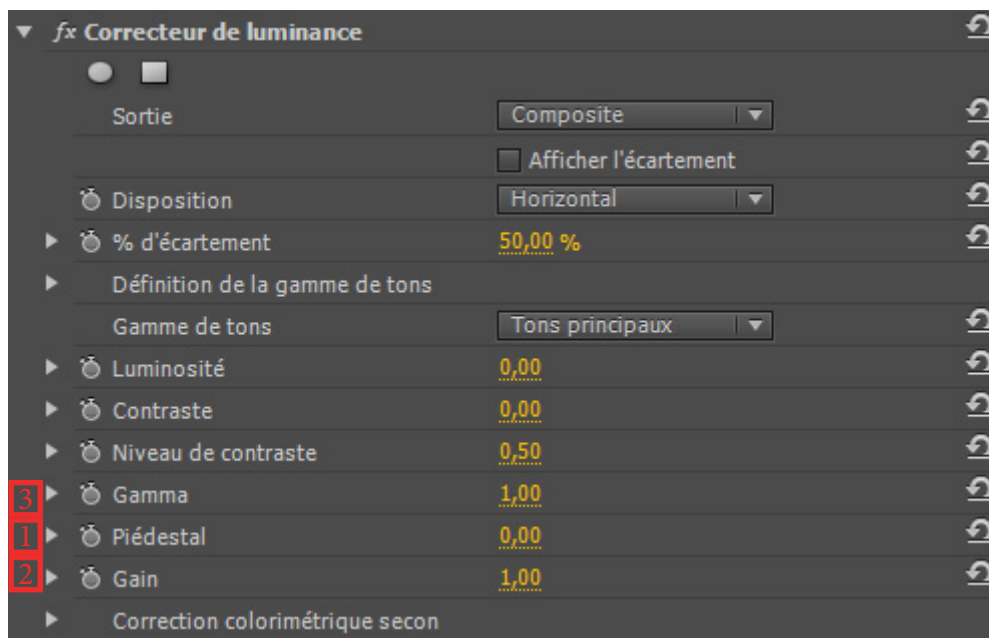 fx Correcteur de luminance
Sortie Composite
Afficher l'écartement
Disposition Horizontal
% d'écartement 50,00 %
Définition de la gamme de tons
Gamme de tons Tons principaux
Luminosité 0,00
Contraste 0,00
Niveau de contraste 0,50
3 Gamma 1,00
1 Piédestal 0,00
2 Gain 1,00
Correction colorimétrique secon